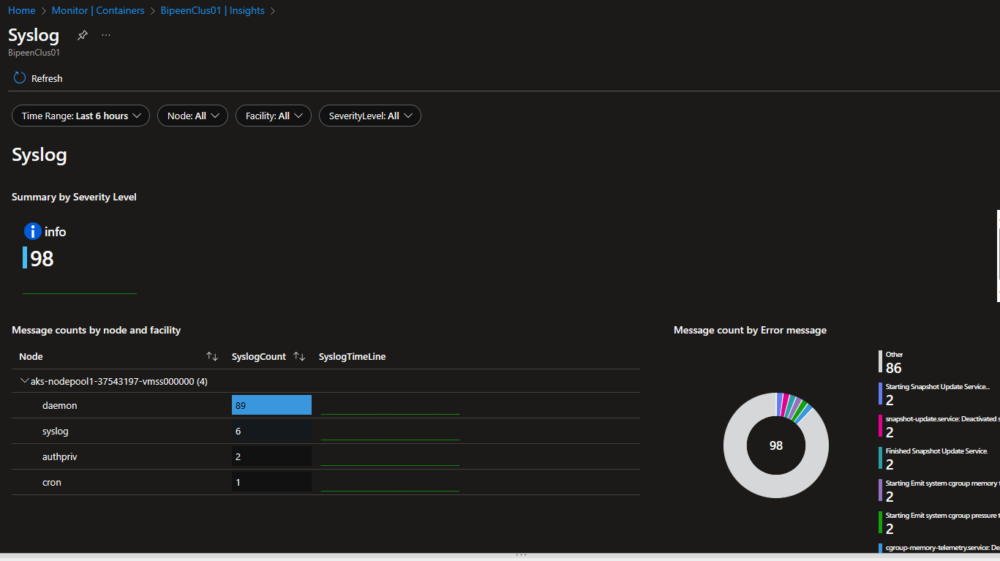 Home > Monitor | Containers > BipeenClus01 | Insights >
Syslog ...
BipeenClus01
Refresh
Time Range: Last 6 hours
Node: All
Facility: All
SeverityLevel: All
Syslog
Summary by Severity Level
info
98
Message counts by node and facility
Node SyslogCount SyslogTimeLine
aks-nodepool1-37543197-vmss000000 (4)
daemon 89
syslog 6
authpriv 2
cron 1
Message count by Error message
98
Other
86
Starting Snapshot Update Service...
2
snapshot-update.service: Deactivated s
2
Finished Snapshot Update Service.
2
Starting Emit system cgroup memory t
2
Starting Emit system cgroup pressure t
2
cgroup-memory-telemetry.service: De